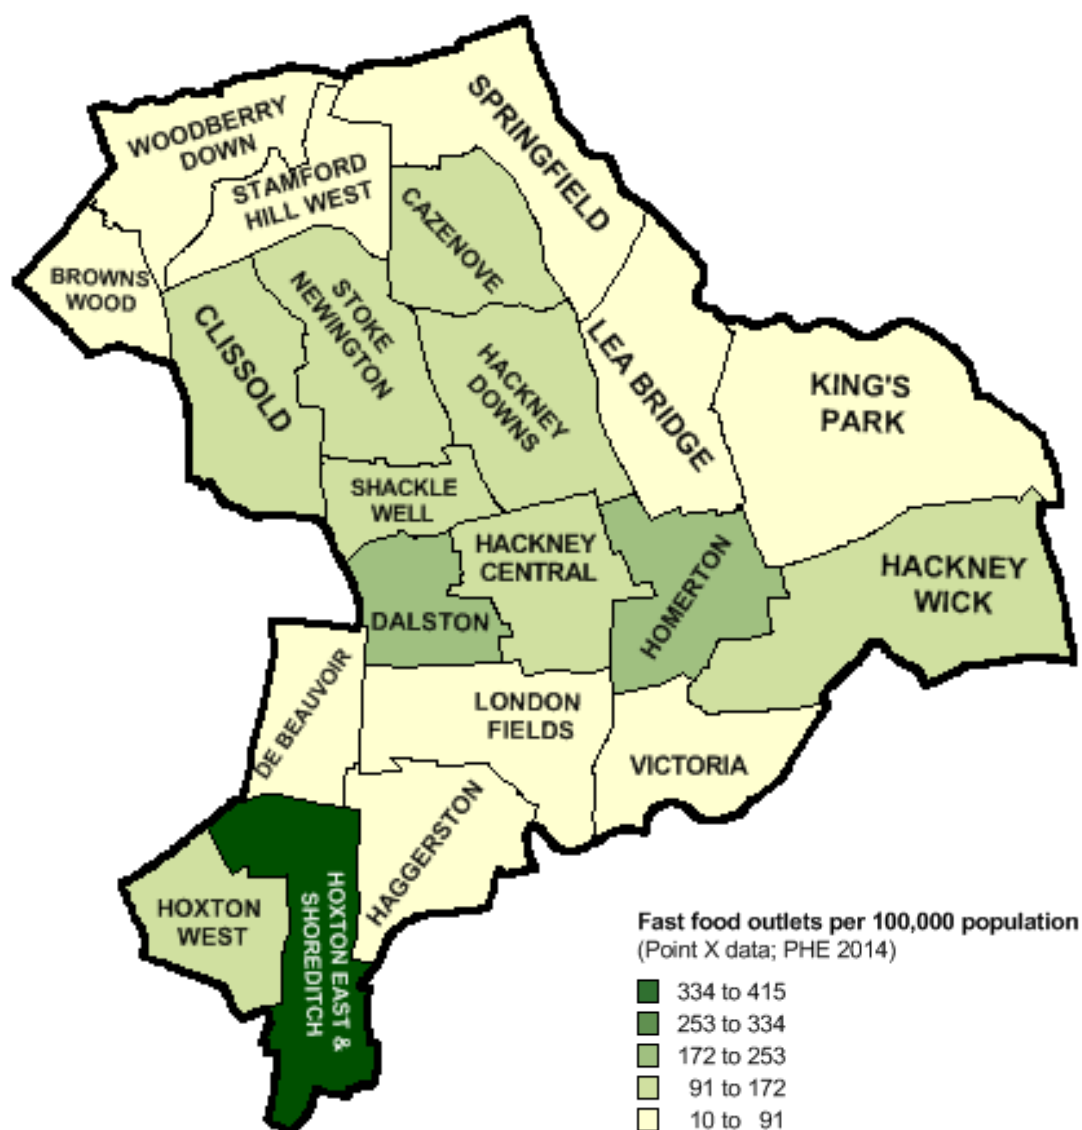 SPRINGFIELD
WOODBERRY
DOWN
STAMFORD
HILL WEST
CAZENOVE
BROWNS
WOOD
STOKE
NEWINGTON
CLISSOLD
LEA BRIDGE
HACKNEY
DOWNS
KING'S
PARK
SHACKLE
WELL
HACKNEY
CENTRAL
HOMERTON
HACKNEY
WICK
DALSTON
DE BEAUVOIR
LONDON
FIELDS
VICTORIA
HAGGERSTON
HOXTON
WEST
HOXTON EAST &
SHOREDITCH
Fast food outlets per 100,000 population
(Point X data; PHE 2014)
334 to 415
253 to 334
172 to 253
91 to 172
10 to 91